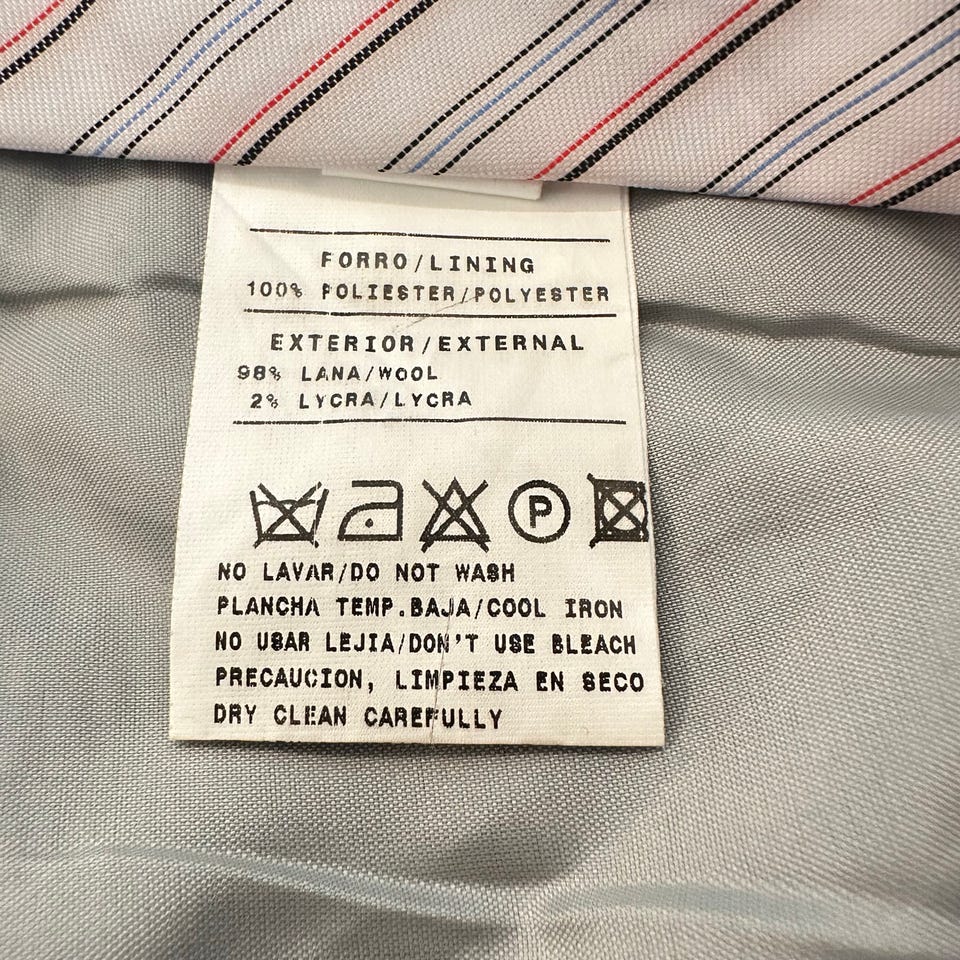 FORRO/LINING
100% POLIESTER/POLYESTER
EXTERIOR/EXTERNAL
98% LANA/WOOL
2% LYCRA/LYCRA
P
NO LAVAR/DO NOT WASH
PLANCHA TEMP.BAJA/COOL IRON
NO USAR LEJIA/DON'T USE BLEACH
PRECAUCION, LIMPIEZA EN SECO
DRY CLEAN CAREFULLY